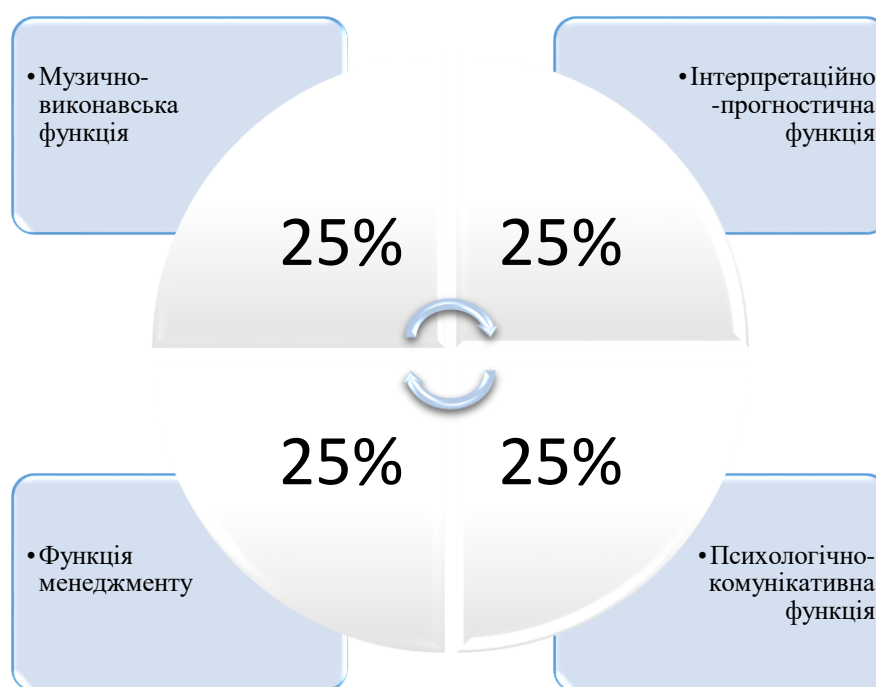 •Музично-
виконавська
функція
•Інтерпретаційно
-прогностична
функція
25%
25%
25%
25%
•Функція
менеджменту
•Психологічно-
комунікативна
функція